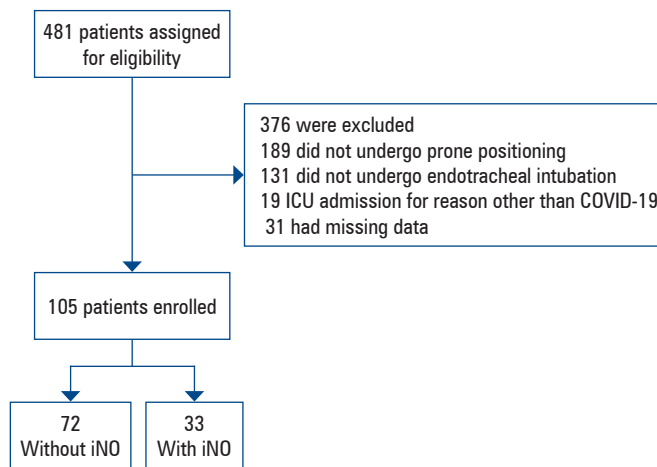 481 patients assigned
for eligibility
376 were excluded
189 did not undergo prone positioning
131 did not undergo endotracheal intubation
19 ICU admission for reason other than COVID-19
31 had missing data
105 patients enrolled
72
Without iNO
33
With iNO